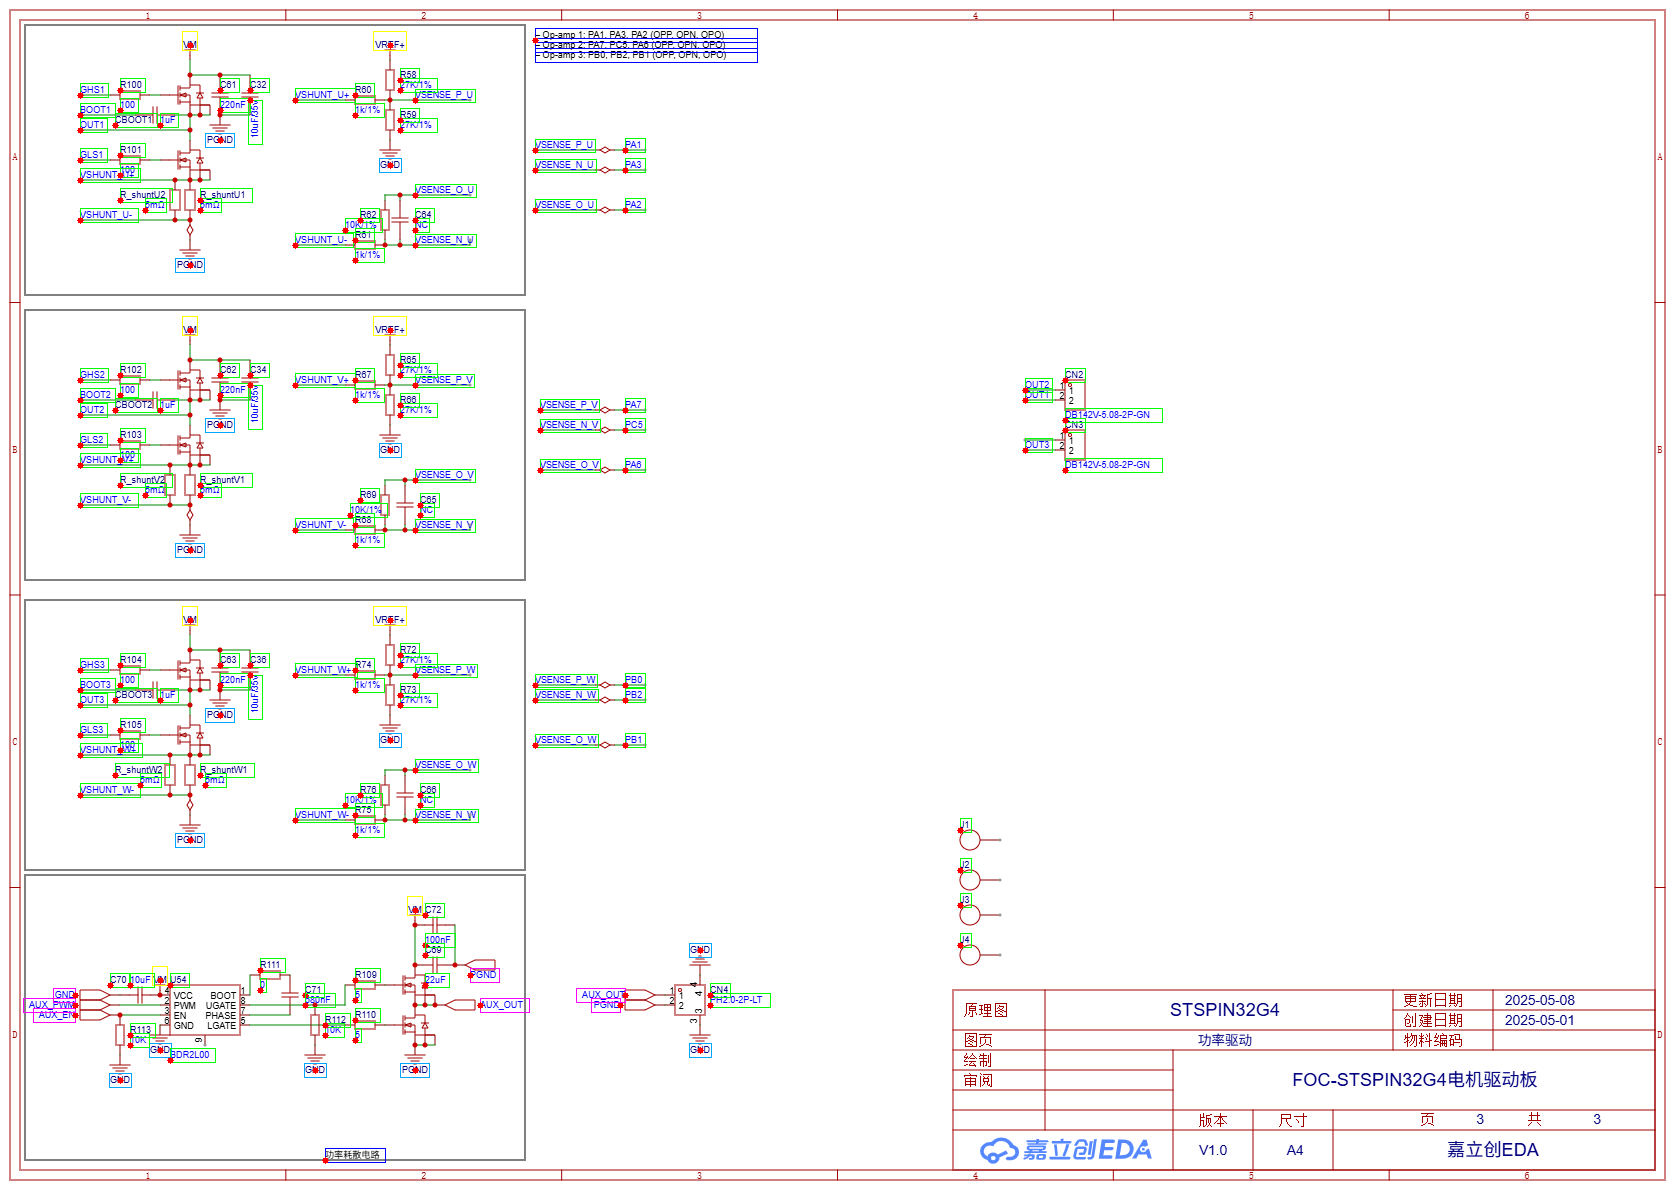 - Op-amp 1: PA1, PA3, PA2 (OPP, OPN, OPO)
- Op-amp 2: PA7, PC5, PA6 (OPP, OPN, OPO)
- Op-amp 3: PB0, PB2, PB1 (OPP, OPN, OPO)
VM
GHS1
R100
100
BOOT1
CBOOT1
1uF
OUT1
C61
220nF
C32
10uF/35V
PGND
GLS1
R101
100
VSHUNT_U+
R_shuntU2
5mΩ
R_shuntU1
5mΩ
VSHUNT_U-
PGND
VREF+
R58
27K/1%
VSHUNT_U+
R60
1k/1%
VSENSE_P_U
R59
27K/1%
GND
VSENSE_O_U
R62
10K/1%
C64
NC
VSHUNT_U-
R61
1k/1%
VSENSE_N_U
VSENSE_P_U
PA1
VSENSE_N_U
PA3
VSENSE_O_U
PA2
VM
GHS2
R102
100
BOOT2
CBOOT2
1uF
OUT2
C62
220nF
C34
10uF/35V
PGND
GLS2
R103
100
VSHUNT_V+
R_shuntV2
5mΩ
R_shuntV1
5mΩ
VSHUNT_V-
PGND
VREF+
R65
27K/1%
VSHUNT_V+
R67
1k/1%
VSENSE_P_V
R66
27K/1%
GND
VSENSE_O_V
R69
10K/1%
C65
NC
VSHUNT_V-
R68
1k/1%
VSENSE_N_V
VSENSE_P_V
PA7
VSENSE_N_V
PC5
VSENSE_O_V
PA6
OUT2
OUT1
CN2
1
2
1
2
DB142V-5.08-2P-GN
CN3
OUT3
1
2
1
2
DB142V-5.08-2P-GN
VM
GHS3
R104
100
BOOT3
CBOOT3
1uF
OUT3
C63
220nF
C36
10uF/35V
PGND
GLS3
R105
100
VSHUNT_W+
R_shuntW2
5mΩ
R_shuntW1
5mΩ
VSHUNT_W-
PGND
VREF+
R72
27K/1%
VSHUNT_W+
R74
1k/1%
VSENSE_P_W
R73
27K/1%
GND
VSENSE_O_W
R76
10K/1%
C66
NC
VSHUNT_W-
R75
1k/1%
VSENSE_N_W
VSENSE_P_W
PB0
VSENSE_N_W
PB2
VSENSE_O_W
PB1
J1
J2
J3
J4
VM
C72
100nF
C69
22uF
PGND
GND
AUX_PWM
AUX_EN
C70
10uF
VM
U54
VCC
PWM
EN
GND
BOOT
UGATE
PHASE
LGATE
R113
10K
GND
GND
R111
0
C71
680nF
R112
10K
GND
R109
R110
AUX_OUT
PGND
功率耗散电路
GND
AUX_OUT
PGND
CN4
PH2.0-2P-LT
1
2
1
2
3
4
3
4
GND
原理图
STSPIN32G4
更新日期
2025-05-08
创建日期
2025-05-01
图页
功率驱动
物料编码
绘制
审阅
FOC-STSPIN32G4电机驱动板
版本
尺寸
页 3 共 3
嘉立创EDA
V1.0
A4
嘉立创EDA
1 2 3 4 5 6
A B C D